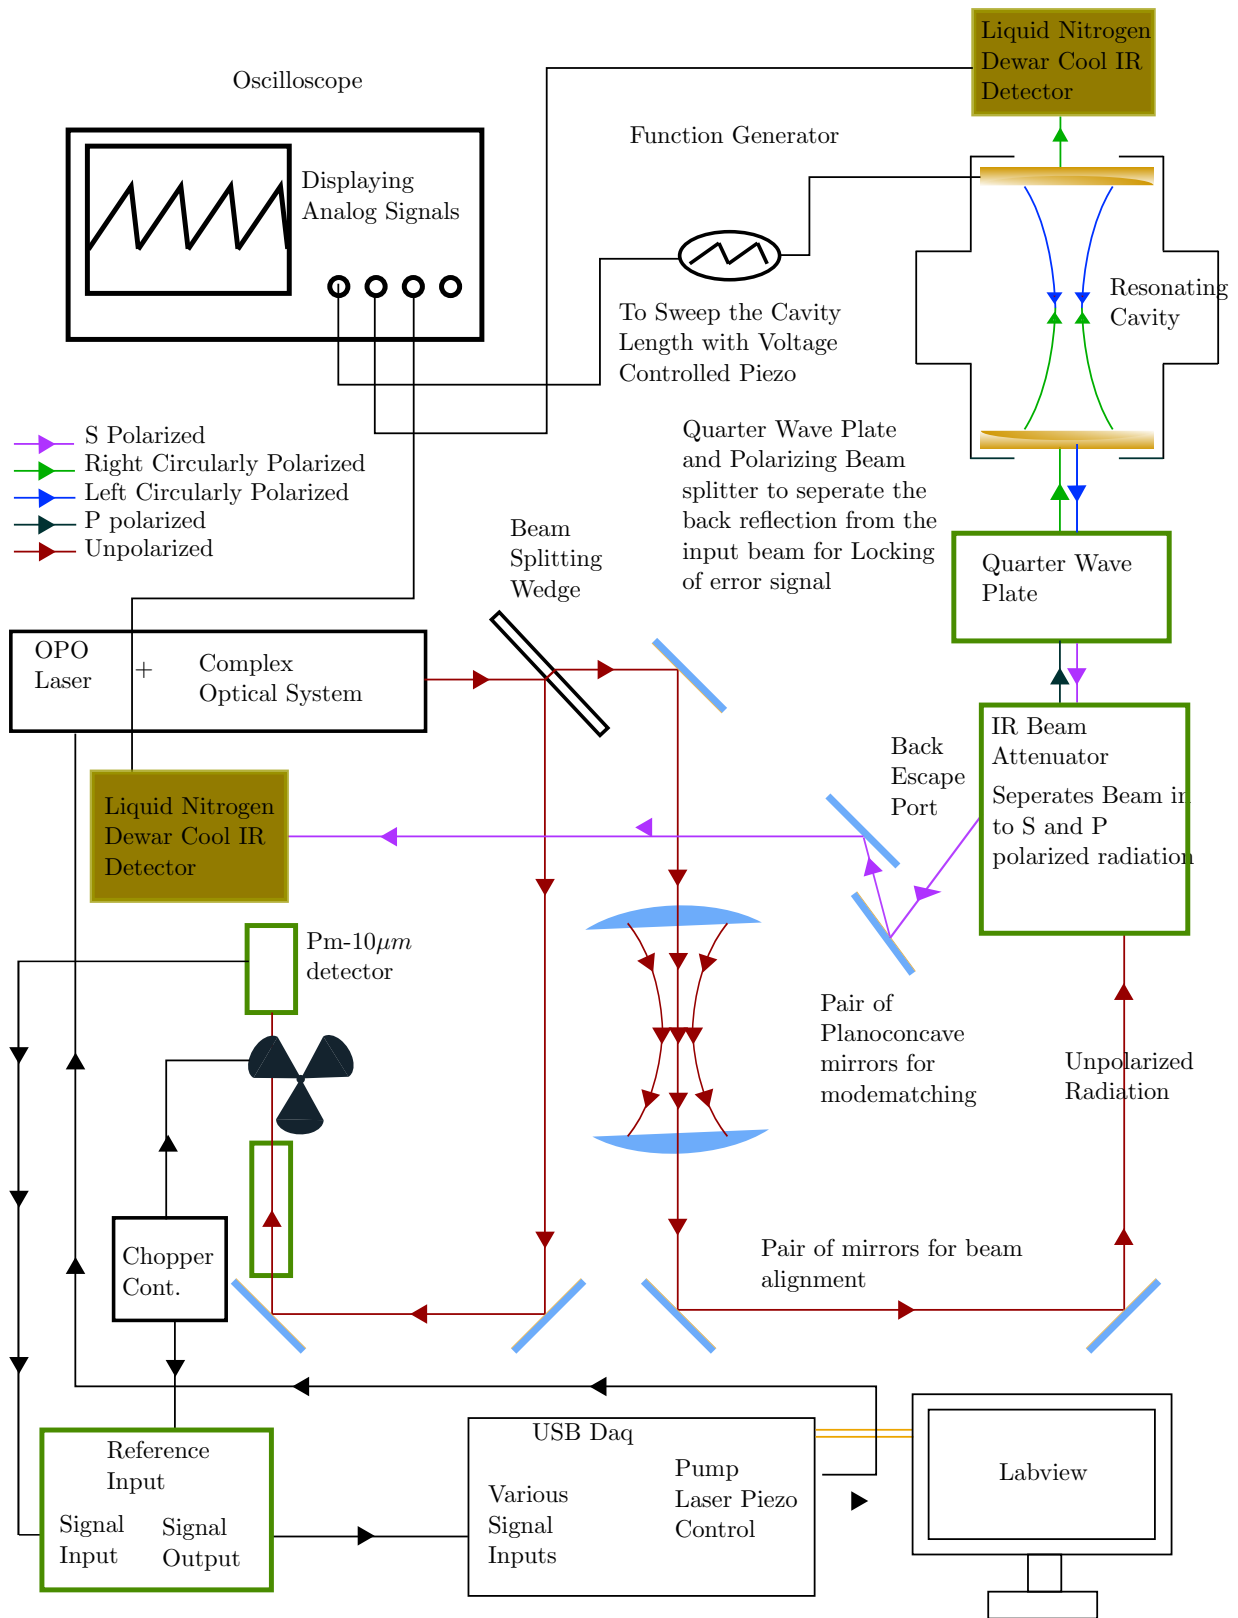 Liquid Nitrogen
Dewar Cool IR
Detector
Oscilloscope
Function Generator
Displaying
Analog Signals
Resonating
Cavity
To Sweep the Cavity
Length with Voltage
Controlled Piezo
S Polarized
Right Circularly Polarized
Left Circularly Polarized
P polarized
Unpolarized
Quarter Wave Plate
and Polarizing Beam
splitter to seperate the
back reflection from the
input beam for Locking
of error signal
Beam
Splitting
Wedge
Quarter Wave
Plate
OPO
Laser
+
Complex
Optical System
IR Beam
Attenuator
Seperates Beam in
to S and P
polarized radiation
Back
Escape
Port
Liquid Nitrogen
Dewar Cool IR
Detector
Pm-10μm
detector
Pair of
Planoconcave
mirrors for
modematching
Unpolarized
Radiation
Chopper
Cont.
Pair of mirrors for beam
alignment
Reference
Input
Signal
Input
Signal
Output
USB Daq
Various
Signal
Inputs
Pump
Laser Piezo
Control
Labview